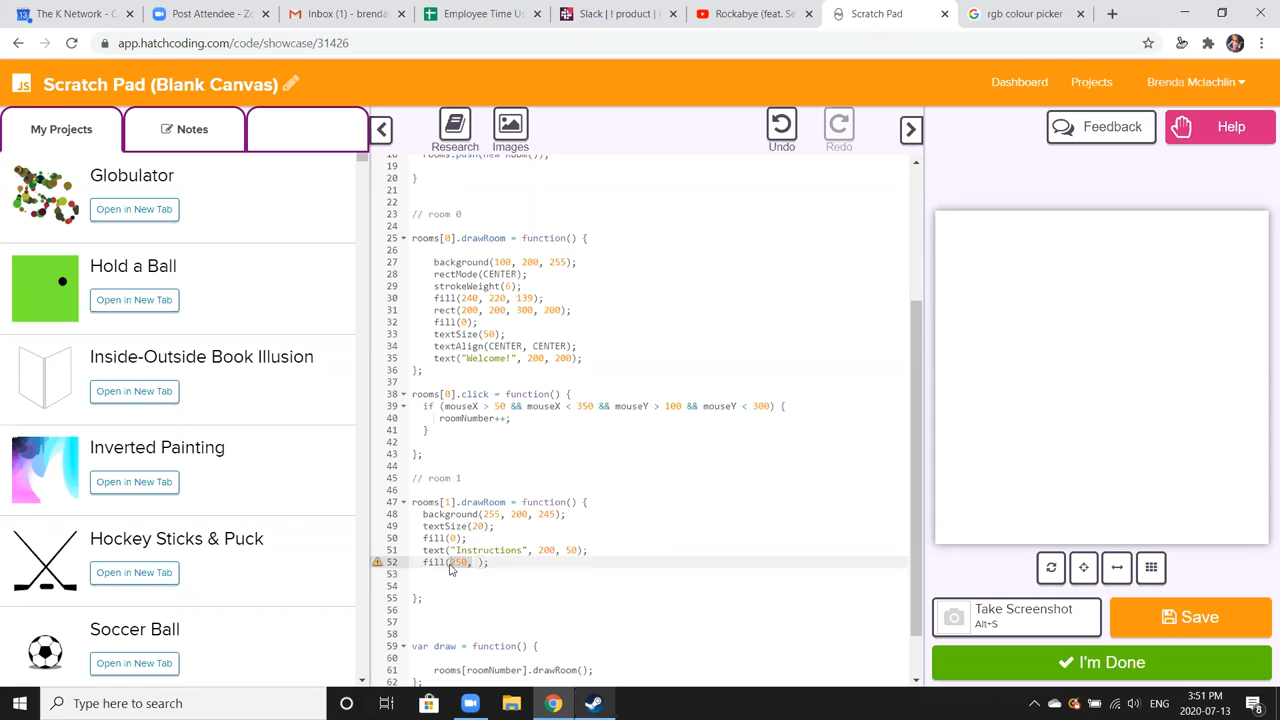 The K Network - C
Post Attendee - Zo
Inbox (1) - brenda
Employee Time Us
Slack | ! product | k
Rockabye (feat. Se
Scratch Pad
rgb colour picker -
app.hatchcoding.com/code/showcase/31426
JS Scratch Pad (Blank Canvas)
Dashboard Projects Brenda Mclachlin
My Projects Notes
Research Images Undo Redo
Feedback Help
Globulator
Open in New Tab
Hold a Ball
Open in New Tab
Inside-Outside Book Illusion
Open in New Tab
Inverted Painting
Open in New Tab
Hockey Sticks & Puck
Open in New Tab
Soccer Ball
Open in New Tab
18 rooms.push(new Room());
19
20 }
21
22
23 // room 0
24
25 rooms[0].drawRoom = function() {
26
27 background(100, 200, 255);
28 rectMode(CENTER);
29 strokeWeight(6);
30 fill(240, 220, 139);
31 rect(200, 200, 300, 200);
32 fill(0);
33 textSize(50);
34 textAlign(CENTER, CENTER);
35 text("Welcome!", 200, 200);
36 };
37
38 rooms[0].click = function() {
39 if (mouseX > 50 && mouseX < 350 && mouseY > 100 && mouseY < 300) {
40 roomNumber++;
41 }
42
43 };
44
45 // room 1
46
47 rooms[1].drawRoom = function() {
48 background(255, 200, 245);
49 textSize(20);
50 fill(0);
51 text("Instructions", 200, 50);
52 fill(250, );
53
54
55 };
56
57
58
59 var draw = function() {
60
61 rooms[roomNumber].drawRoom();
62 };
Take Screenshot
Alt+S
Save
I'm Done
Type here to search
ENG
3:51 PM
2020-07-13
8